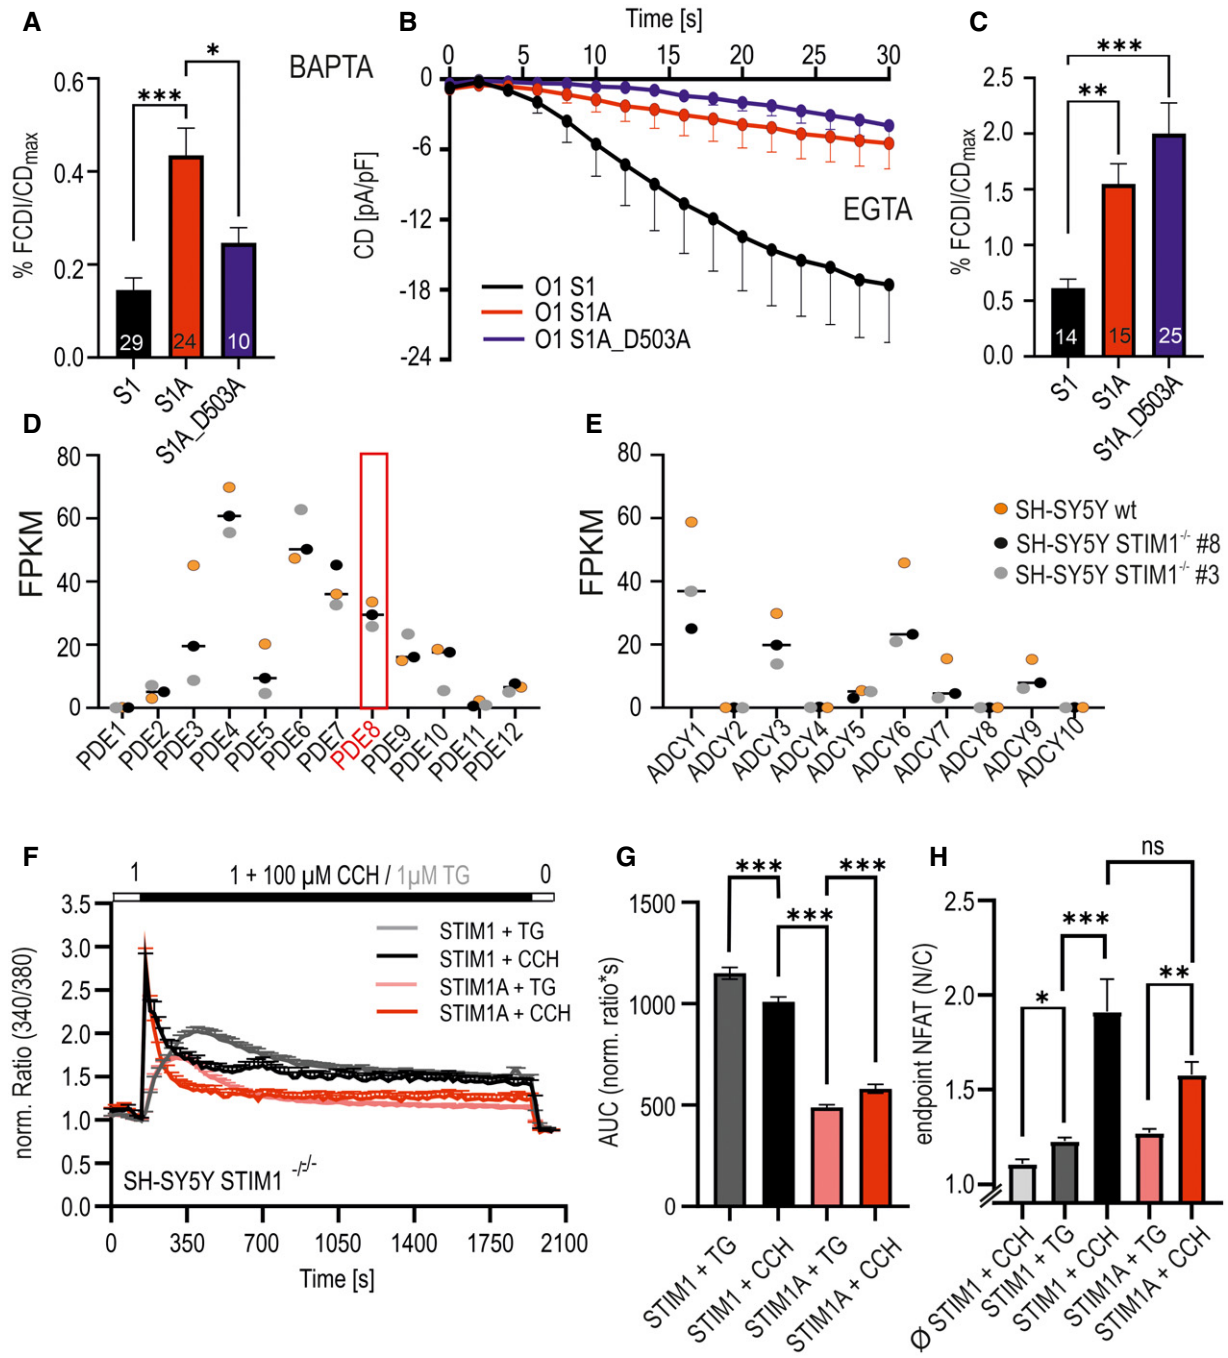 A
% FCDI/CDmax
0.6
0.4
0.2
0.0
***
*
29
24
10
S1
S1A
S1A_D503A
BAPTA
B
Time [s]
0 5 10 15 20 25 30
CD [pA/pF]
0
-6
-12
-18
-24
EGTA
O1 S1
O1 S1A
O1 S1A_D503A
C
% FCDI/CDmax
2.5
2.0
1.5
1.0
0.5
0.0
***
**
14
15
25
S1
S1A
S1A_D503A
D
FPKM
80
60
40
20
0
PDE1
PDE2
PDE3
PDE4
PDE5
PDE6
PDE7
PDE8
PDE9
PDE10
PDE11
PDE12
E
FPKM
80
60
40
20
0
ADCY1
ADCY2
ADCY3
ADCY4
ADCY5
ADCY6
ADCY7
ADCY8
ADCY9
ADCY10
SH-SY5Y wt
SH-SY5Y STIM1-/- #8
SH-SY5Y STIM1-/- #3
F
1
1 + 100 µM CCH / 1µM TG
0
norm. Ratio (340/380)
3.5
3.0
2.5
2.0
1.5
1.0
0.5
0.0
STIM1 + TG
STIM1 + CCH
STIM1A + TG
STIM1A + CCH
SH-SY5Y STIM1 -/-/-
0 350 700 1050 1400 1750 2100
Time [s]
G
AUC (norm. ratio*s)
1500
1000
500
0
***
***
***
STIM1 + TG
STIM1 + CCH
STIM1A + TG
STIM1A + CCH
H
endpoint NFAT (N/C)
2.5
2.0
1.5
1.0
ns
***
**
*
Ø STIM1 + CCH
STIM1 + TG
STIM1 + CCH
STIM1A + TG
STIM1A + CCH